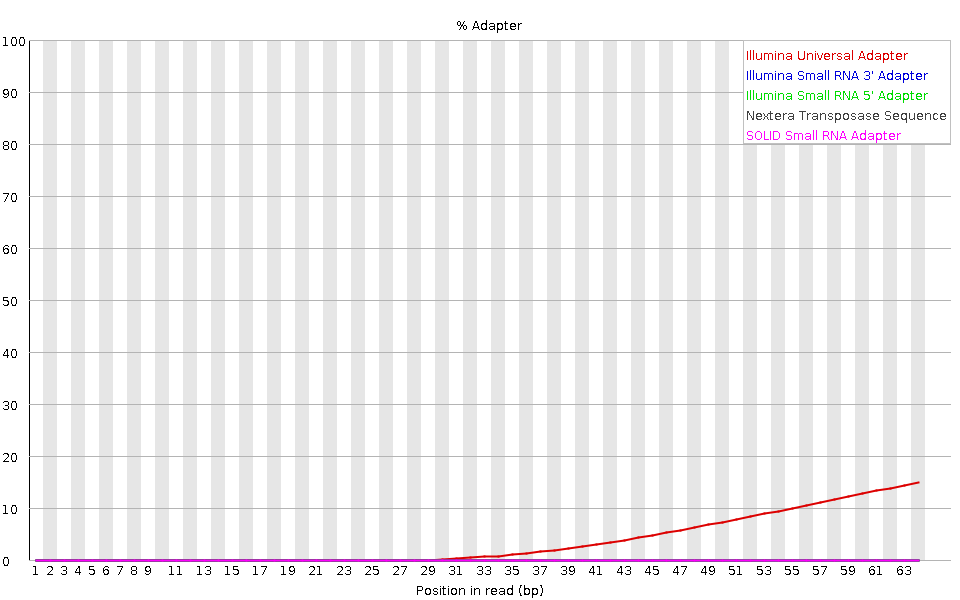 % Adapter
Illumina Universal Adapter
Illumina Small RNA 3' Adapter
Illumina Small RNA 5' Adapter
Nextera Transposase Sequence
SOLID Small RNA Adapter
100
90
80
70
60
50
40
30
20
10
0
1 2 3 4 5 6 7 8 9 11 13 15 17 19 21 23 25 27 29 31 33 35 37 39 41 43 45 47 49 51 53 55 57 59 61 63
Position in read (bp)